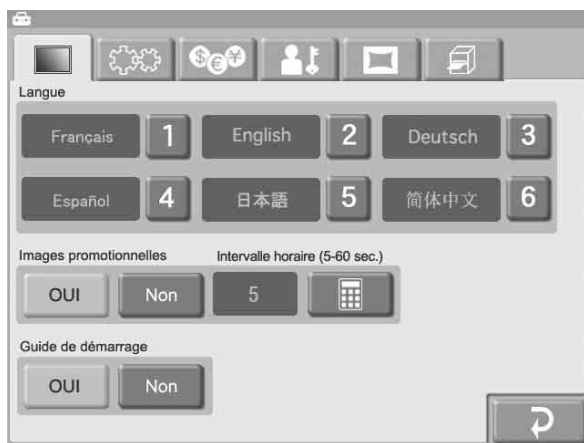 Langue
Français 1 English 2 Deutsch 3
Español 4 日本語 5 简体中文 6
Images promotionnelles Intervalle horaire (5-60 sec.)
OUI Non 5
Guide de démarrage
OUI Non